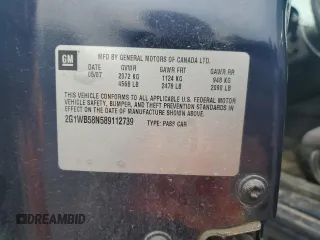 GM
MFD BY GENERAL MOTORS OF CANADA LTD.
DATE GVWR GAWR FRT GAWR RR
05/07 2072 KG 1124 KG 948 KG
4568 LB 2478 LB 2090 LB
THIS VEHICLE CONFORMS TO ALL APPLICABLE U.S. FEDERAL MOTOR
VEHICLE SAFETY, BUMPER, AND THEFT PREVENTION STANDARDS
IN EFFECT ON THE DATE OF MANUFACTURE SHOWN ABOVE.
2G1WB58N589112739 TYPE: PASS CAR
© DREAMBID